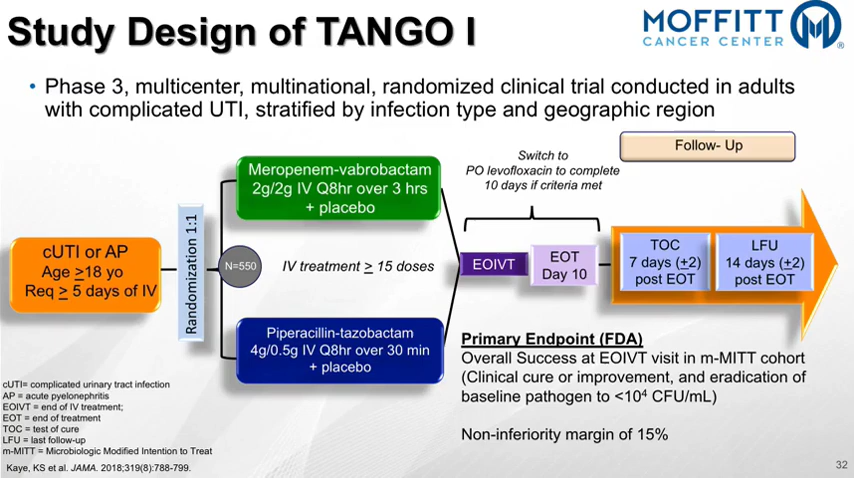 Study Design of TANGO I
MOFFITT
CANCER CENTER
®
• Phase 3, multicenter, multinational, randomized clinical trial conducted in adults
with complicated UTI, stratified by infection type and geographic region
cUTI or AP
Age ≥18 yo
Req ≥ 5 days of IV
Randomization 1:1
N=550
Meropenem-vabrobactam
2g/2g IV Q8hr over 3 hrs
+ placebo
IV treatment ≥ 15 doses
Piperacillin-tazobactam
4g/0.5g IV Q8hr over 30 min
+ placebo
Switch to
PO levofloxacin to complete
10 days if criteria met
EOIVT
EOT
Day 10
Follow- Up
TOC
7 days (±2)
post EOT
LFU
14 days (±2)
post EOT
Primary Endpoint (FDA)
Overall Success at EOIVT visit in m-MITT cohort
(Clinical cure or improvement, and eradication of
baseline pathogen to <10⁴ CFU/mL)
Non-inferiority margin of 15%
cUTI= complicated urinary tract infection
AP = acute pyelonephritis
EOIVT = end of IV treatment;
EOT = end of treatment
TOC = test of cure
LFU = last follow-up
m-MITT = Microbiologic Modified Intention to Treat
Kaye, KS et al. JAMA. 2018;319(8):788-799.
32